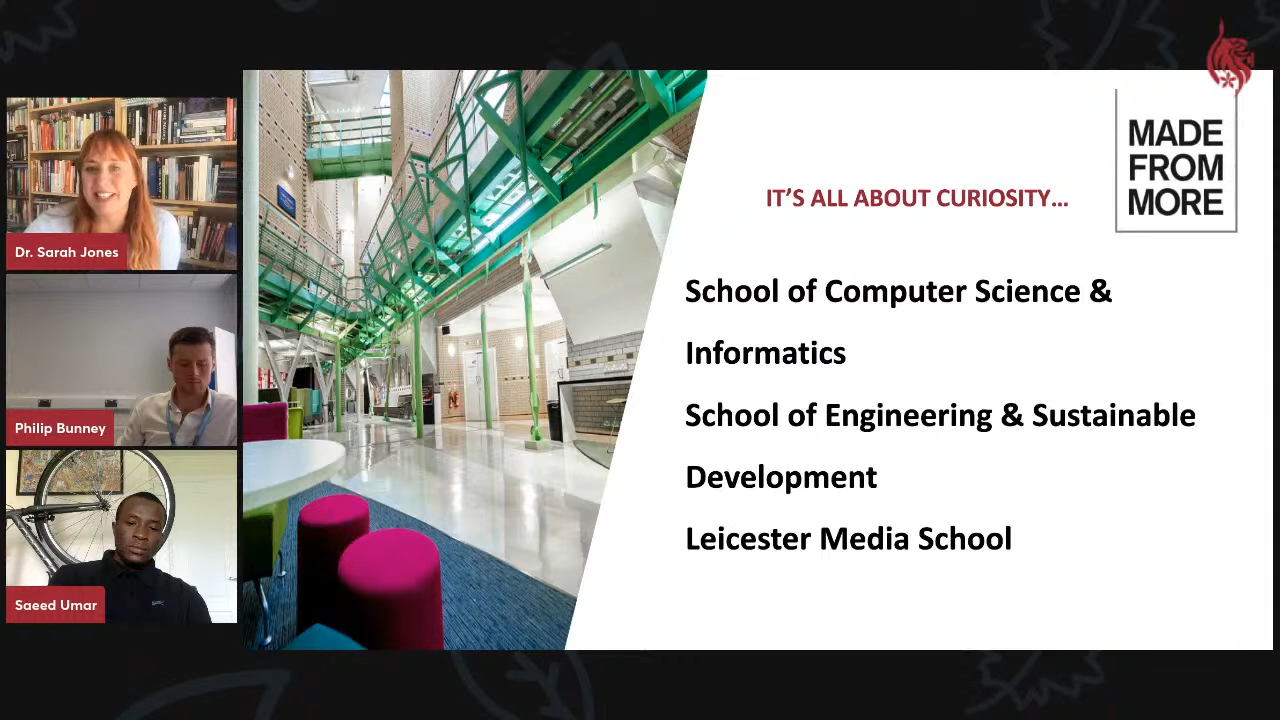 Dr. Sarah Jones
Philip Bunney
Saeed Umar
IT’S ALL ABOUT CURIOSITY…
MADE
FROM
MORE
School of Computer Science &
Informatics
School of Engineering & Sustainable
Development
Leicester Media School